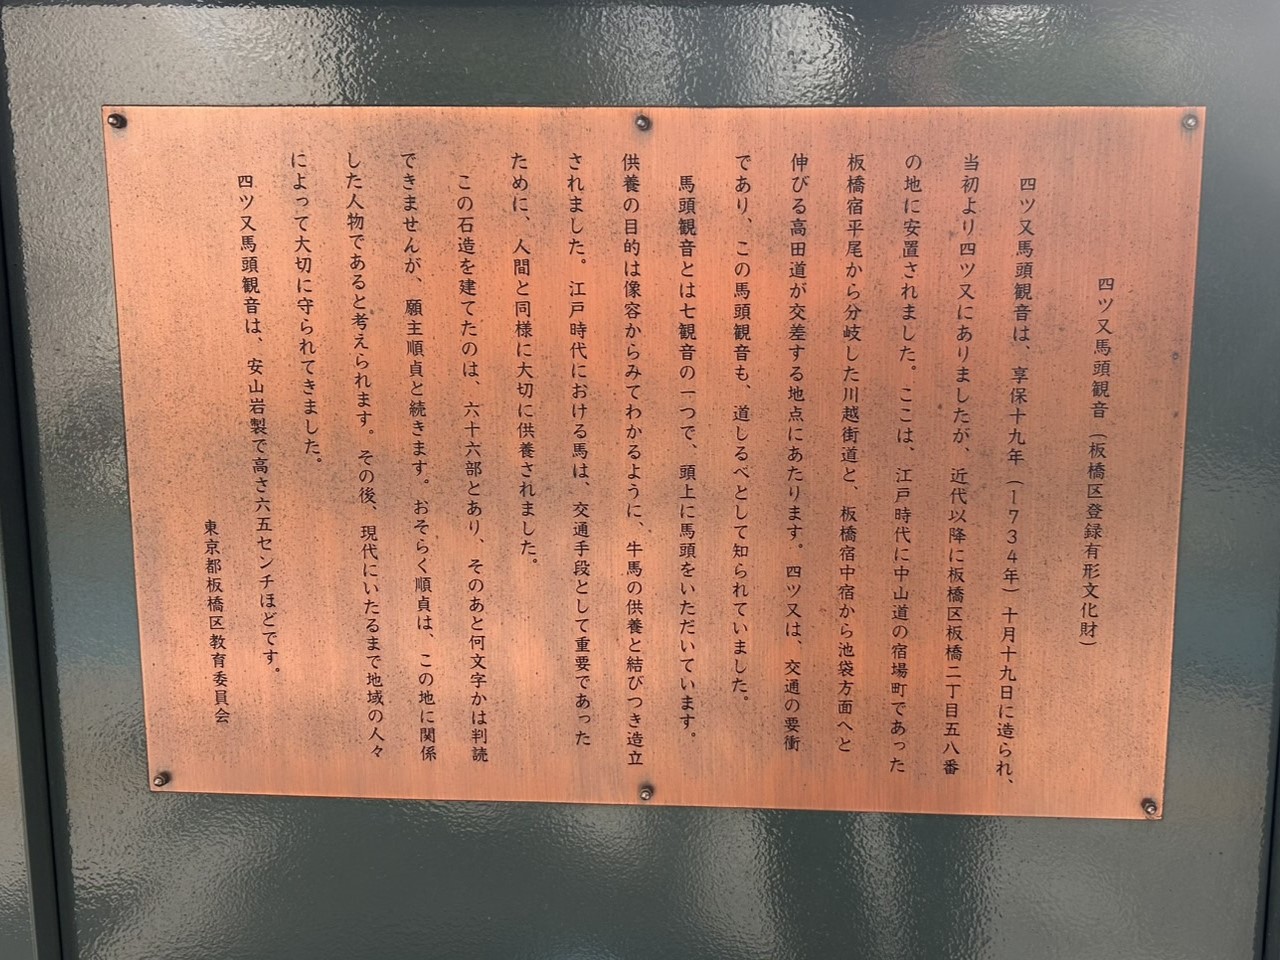 四ツ又馬頭観音（板橋区登録有形文化財）
四ツ又馬頭観音は、享保十九年（１７３４年）十月十九日に造られ、
当初より四ツ又にありましたが、近代以降に板橋区板橋二丁目五八番
の地に安置されました。ここは、江戸時代に中山道の宿場町であった
板橋宿平尾から分岐した川越街道と、板橋宿中宿から池袋方面へと
伸びる高田道が交差する地点にあたります。四ツ又は、交通の要衝
であり、この馬頭観音も、道しるべとして知られていました。
馬頭観音とは七観音の一つで、頭上に馬頭をいただいています。
供養の目的は像容からみてわかるように、牛馬の供養と結びつき造立
されました。江戸時代における馬は、交通手段として重要であった
ために、人間と同様に大切に供養されました。
この石造を建てたのは、六十六部とあり、そのあと何文字かは判読
できませんが、願主順貞と続きます。おそらく順貞は、この地に関係
した人物であると考えられます。その後、現代にいたるまで地域の人々
によって大切に守られてきました。
四ツ又馬頭観音は、安山岩製で高さ六五センチほどです。
東京都板橋区教育委員会